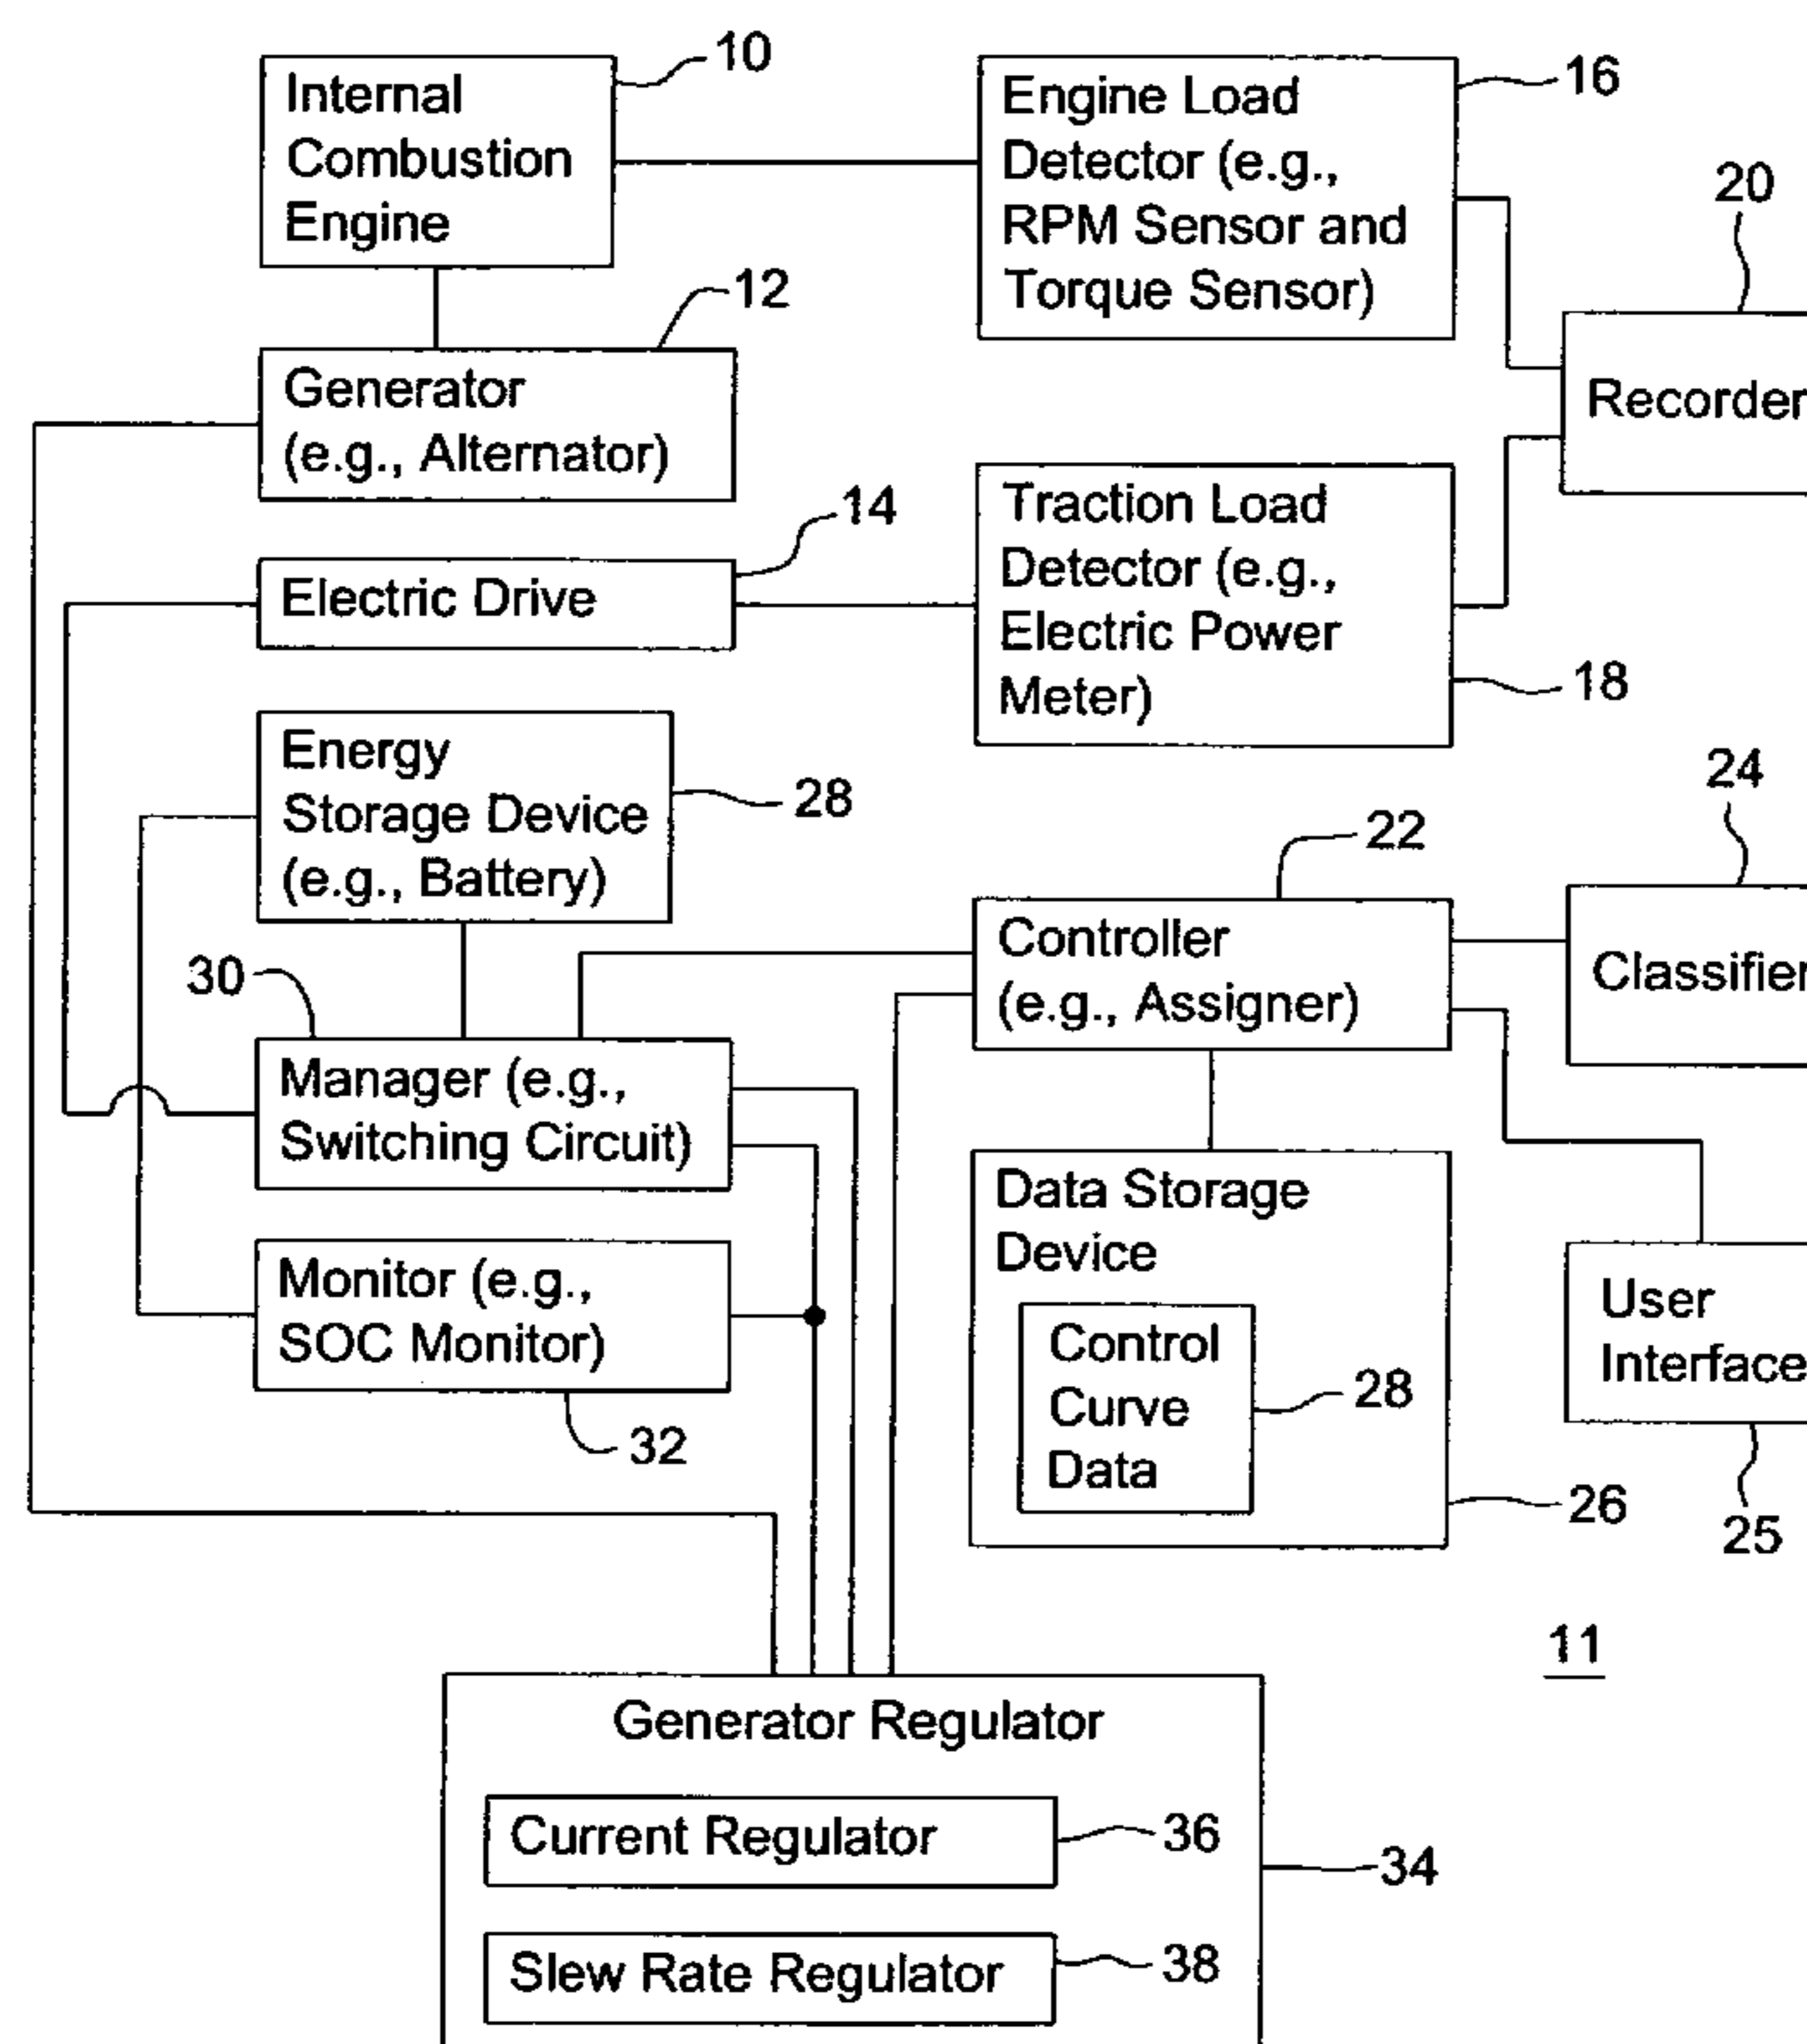 10
Internal
Combustion
Engine
16
Engine Load
Detector (e.g.,
RPM Sensor and
Torque Sensor)
20
Recorder
12
Generator
(e.g., Alternator)
14
Electric Drive
Traction Load
Detector (e.g.,
Electric Power
Meter)
18
Energy
Storage Device
(e.g., Battery)
28
22
Controller
(e.g., Assigner)
24
Classifier
30
Manager (e.g.,
Switching Circuit)
Monitor (e.g.,
SOC Monitor)
32
Data Storage
Device
Control
Curve
Data
28
26
User
Interface
25
11
Generator Regulator
Current Regulator
36
34
Slew Rate Regulator
38